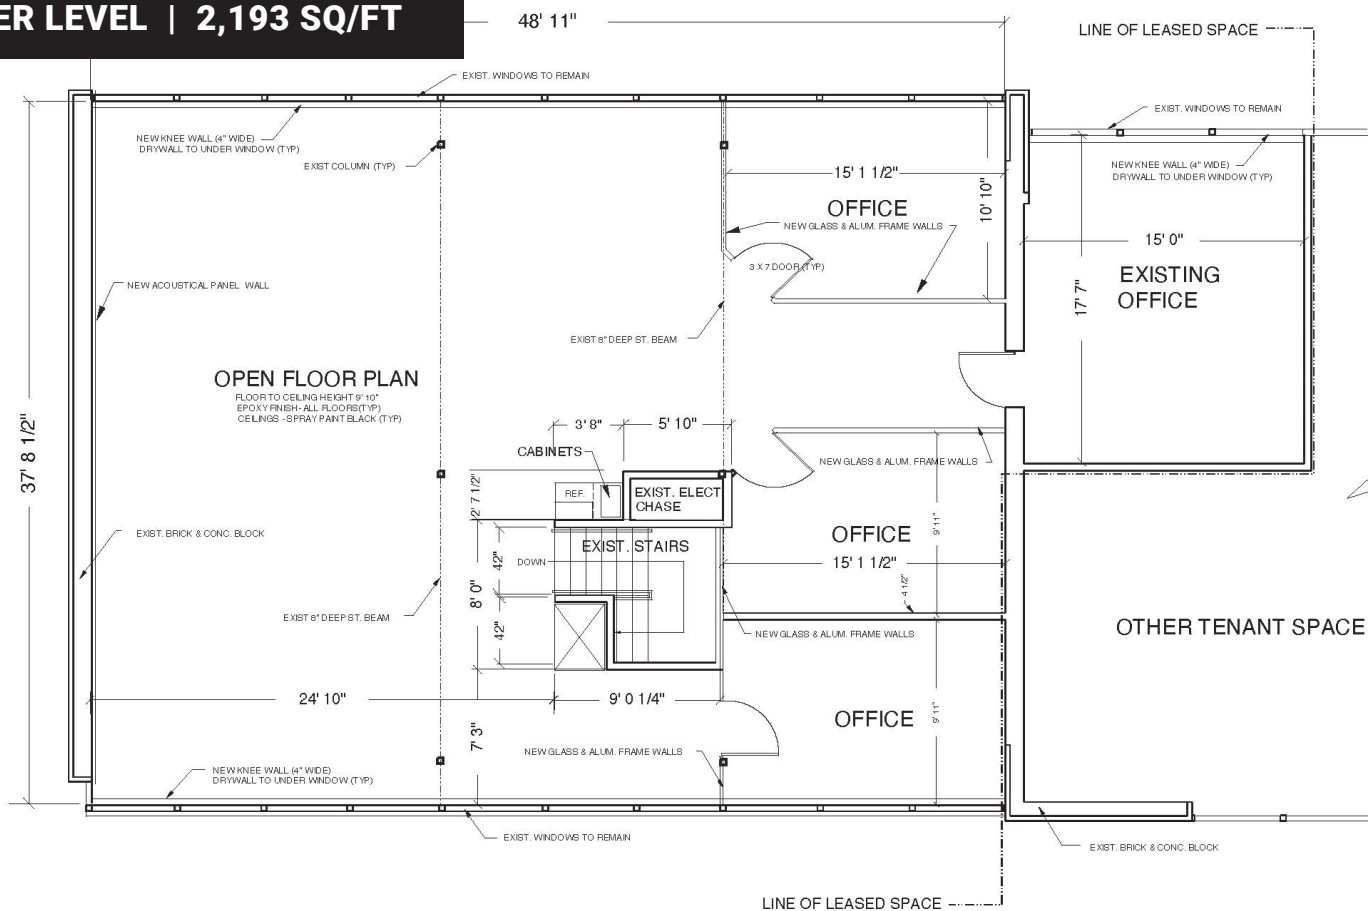 ER LEVEL | 2,193 SQ/FT
48' 11"
LINE OF LEASED SPACE
EXIST. WINDOWS TO REMAIN
EXIST. WINDOWS TO REMAIN
NEW KNEE WALL (4" WIDE)
DRYWALL TO UNDER WINDOW (TYP)
EXIST COLUMN (TYP)
15' 1 1/2"
10' 10"
OFFICE
NEW GLASS & ALUM. FRAME WALLS
3 X 7 DOOR (TYP)
NEW KNEE WALL (4" WIDE)
DRYWALL TO UNDER WINDOW (TYP)
15' 0"
17' 7"
EXISTING
OFFICE
NEW ACOUSTICAL PANEL WALL
EXIST 8" DEEP ST. BEAM
OPEN FLOOR PLAN
FLOOR TO CEILING HEIGHT 9' 10"
EPOXY FINISH- ALL FLOORS(TYP)
CEILINGS - SPRAY PAINT BLACK (TYP)
37' 8 1/2"
3' 8"
5' 10"
CABINETS
NEW GLASS & ALUM. FRAME WALLS
2' 7 1/2"
REF.
EXIST. ELECT
CHASE
EXIST. BRICK & CONC. BLOCK
EXIST. STAIRS
DOWN
42"
8' 0"
42"
OFFICE
9' 11"
15' 1 1/2"
4 1/2"
EXIST 8" DEEP ST. BEAM
NEW GLASS & ALUM. FRAME WALLS
OTHER TENANT SPACE
24' 10"
9' 0 1/4"
7' 3"
OFFICE
9' 11"
NEW GLASS & ALUM. FRAME WALLS
NEW KNEE WALL (4" WIDE)
DRYWALL TO UNDER WINDOW (TYP)
EXIST. WINDOWS TO REMAIN
EXIST. BRICK & CONC. BLOCK
LINE OF LEASED SPACE